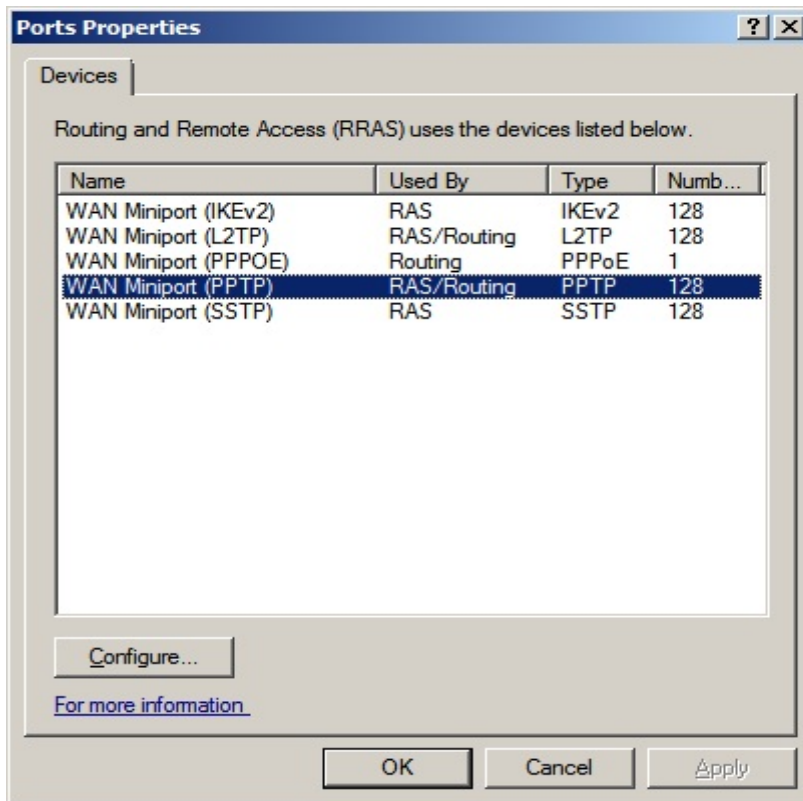 Ports Properties
Devices
Routing and Remote Access (RRAS) uses the devices listed below.
Name Used By Type Numb...
WAN Miniport (IKEv2) RAS IKEv2 128
WAN Miniport (L2TP) RAS/Routing L2TP 128
WAN Miniport (PPPOE) Routing PPPoE 1
WAN Miniport (PPTP) RAS/Routing PPTP 128
WAN Miniport (SSTP) RAS SSTP 128
Configure...
For more information
OK Cancel Apply